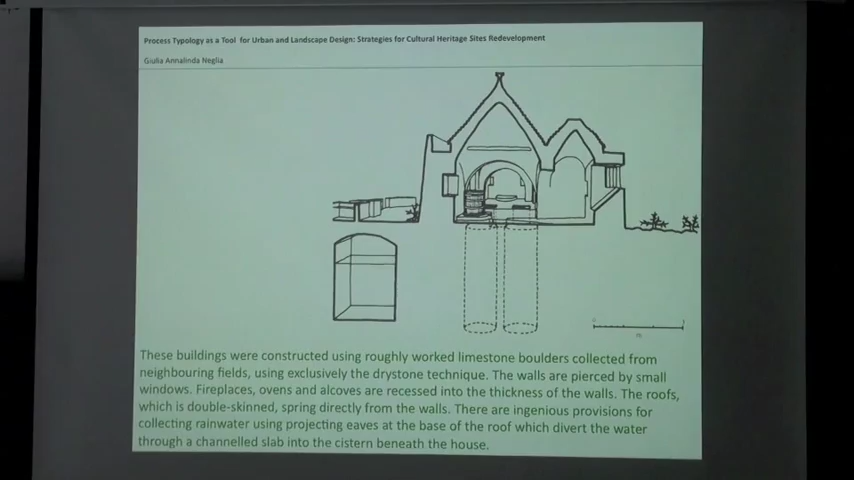 Process Typology as a Tool for Urban and Landscape Design: Strategies for Cultural Heritage Sites Redevelopment
Giulia Annalinda Neglia
These buildings were constructed using roughly worked limestone boulders collected from
neighbouring fields, using exclusively the drystone technique. The walls are pierced by small
windows. Fireplaces, ovens and alcoves are recessed into the thickness of the walls. The roofs,
which is double-skinned, spring directly from the walls. There are ingenious provisions for
collecting rainwater using projecting eaves at the base of the roof which divert the water
through a channelled slab into the cistern beneath the house.